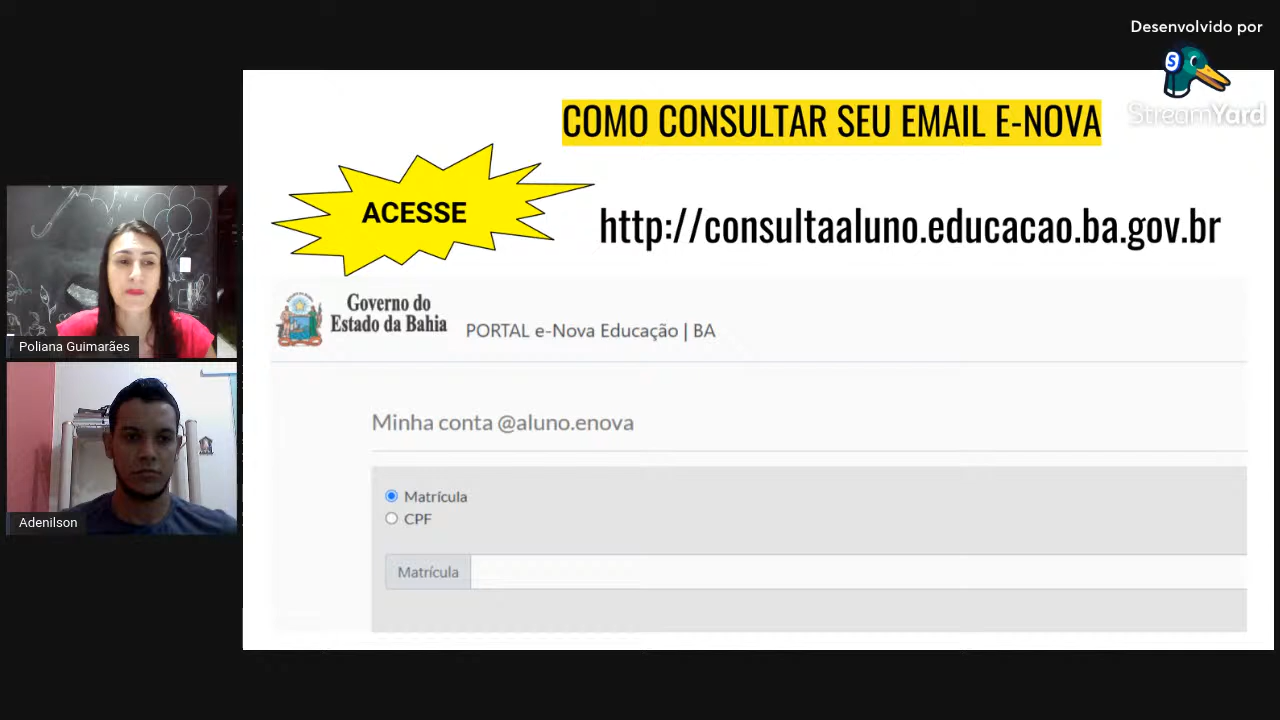 Desenvolvido por
StreamYard
COMO CONSULTAR SEU EMAIL E-NOVA
ACESSE
http://consultaaluno.educacao.ba.gov.br
Governo do
Estado da Bahia
PORTAL e-Nova Educação | BA
Minha conta @aluno.enova
Matrícula
CPF
Matrícula
Poliana Guimarães
Adenilson